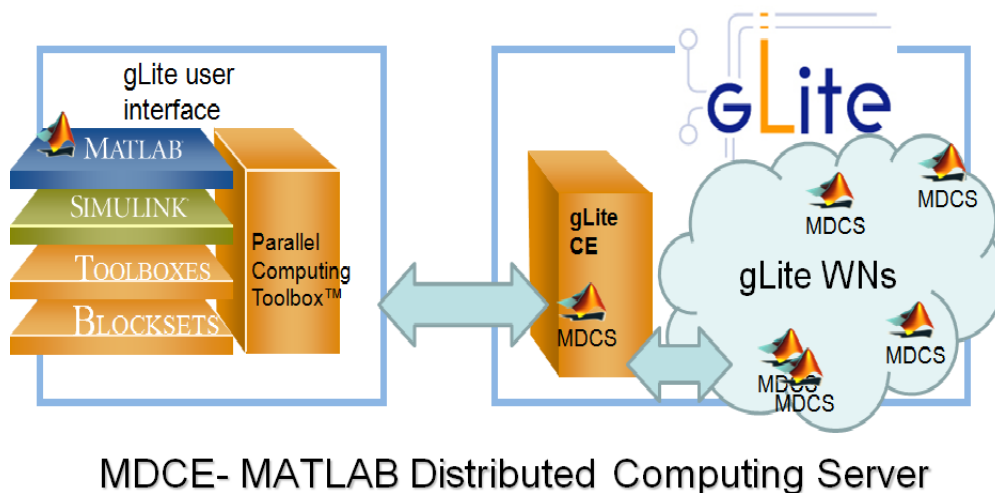 gLite user
interface
MATLAB
SIMULINK
TOOLBOXES
BLOCKSETS
Parallel
Computing
Toolbox™
gLite
gLite
CE
MDCS
MDCS
MDCS
gLite WNs
MDCS
MDCS
MDCS
MDCE- MATLAB Distributed Computing Server